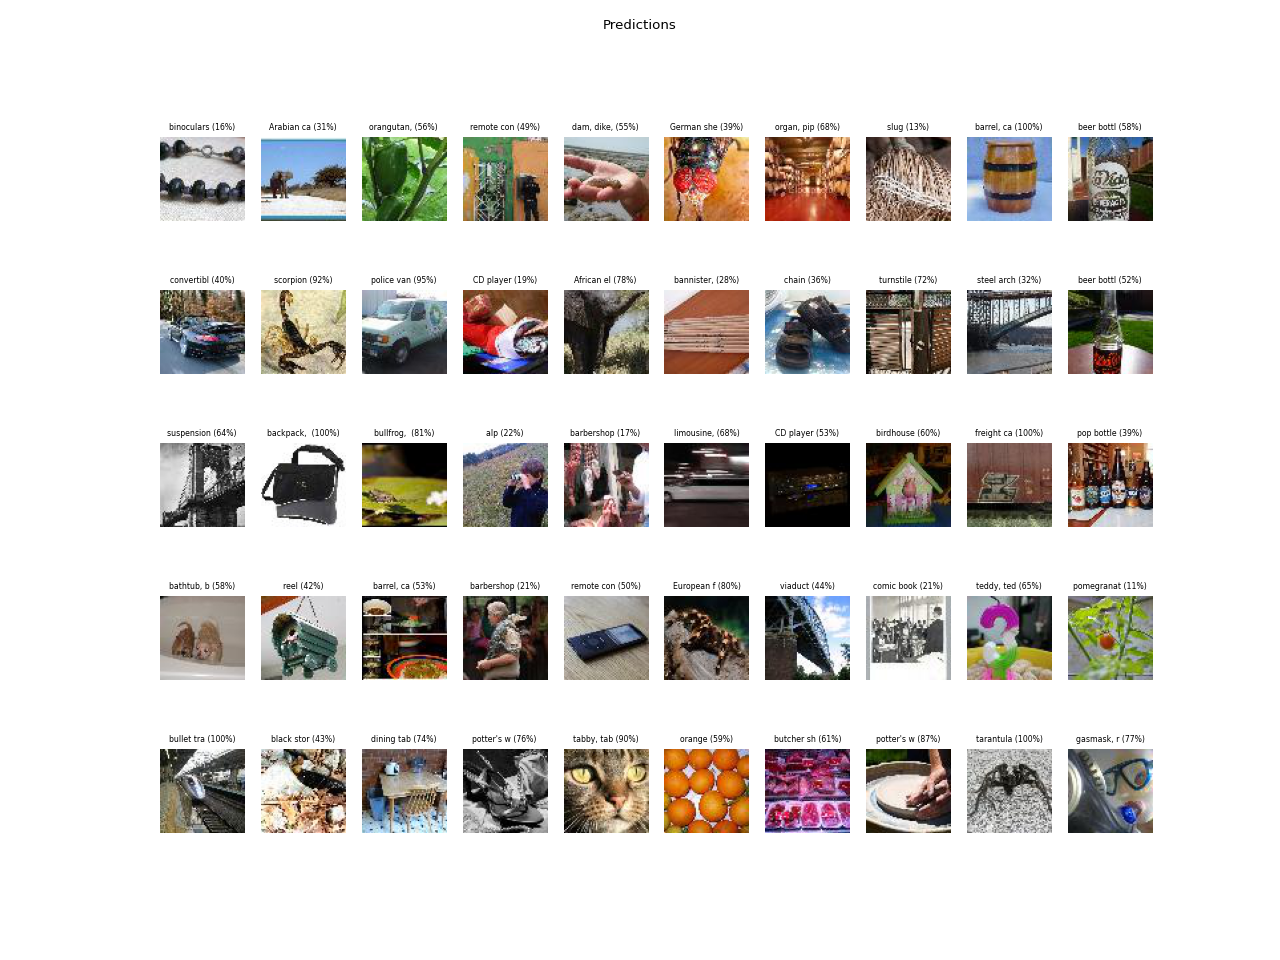 Predictions
binoculars (16%) Arabian ca (31%) orangutan, (56%) remote con (49%) dam, dike, (55%) German she (39%) organ, pip (68%) slug (13%) barrel, ca (100%) beer bottl (58%)
convertibl (40%) scorpion (92%) police van (95%) CD player (19%) African el (78%) bannister, (28%) chain (36%) turnstile (72%) steel arch (32%) beer bottl (52%)
suspension (64%) backpack, (100%) bullfrog, (81%) alp (22%) barbershop (17%) limousine, (68%) CD player (53%) birdhouse (60%) freight ca (100%) pop bottle (39%)
bathtub, b (58%) reel (42%) barrel, ca (53%) barbershop (21%) remote con (50%) European f (80%) viaduct (44%) comic book (21%) teddy, ted (65%) pomegranat (11%)
bullet tra (100%) black stor (43%) dining tab (74%) potter's w (76%) tabby, tab (90%) orange (59%) butcher sh (61%) potter's w (87%) tarantula (100%) gasmask, r (77%)